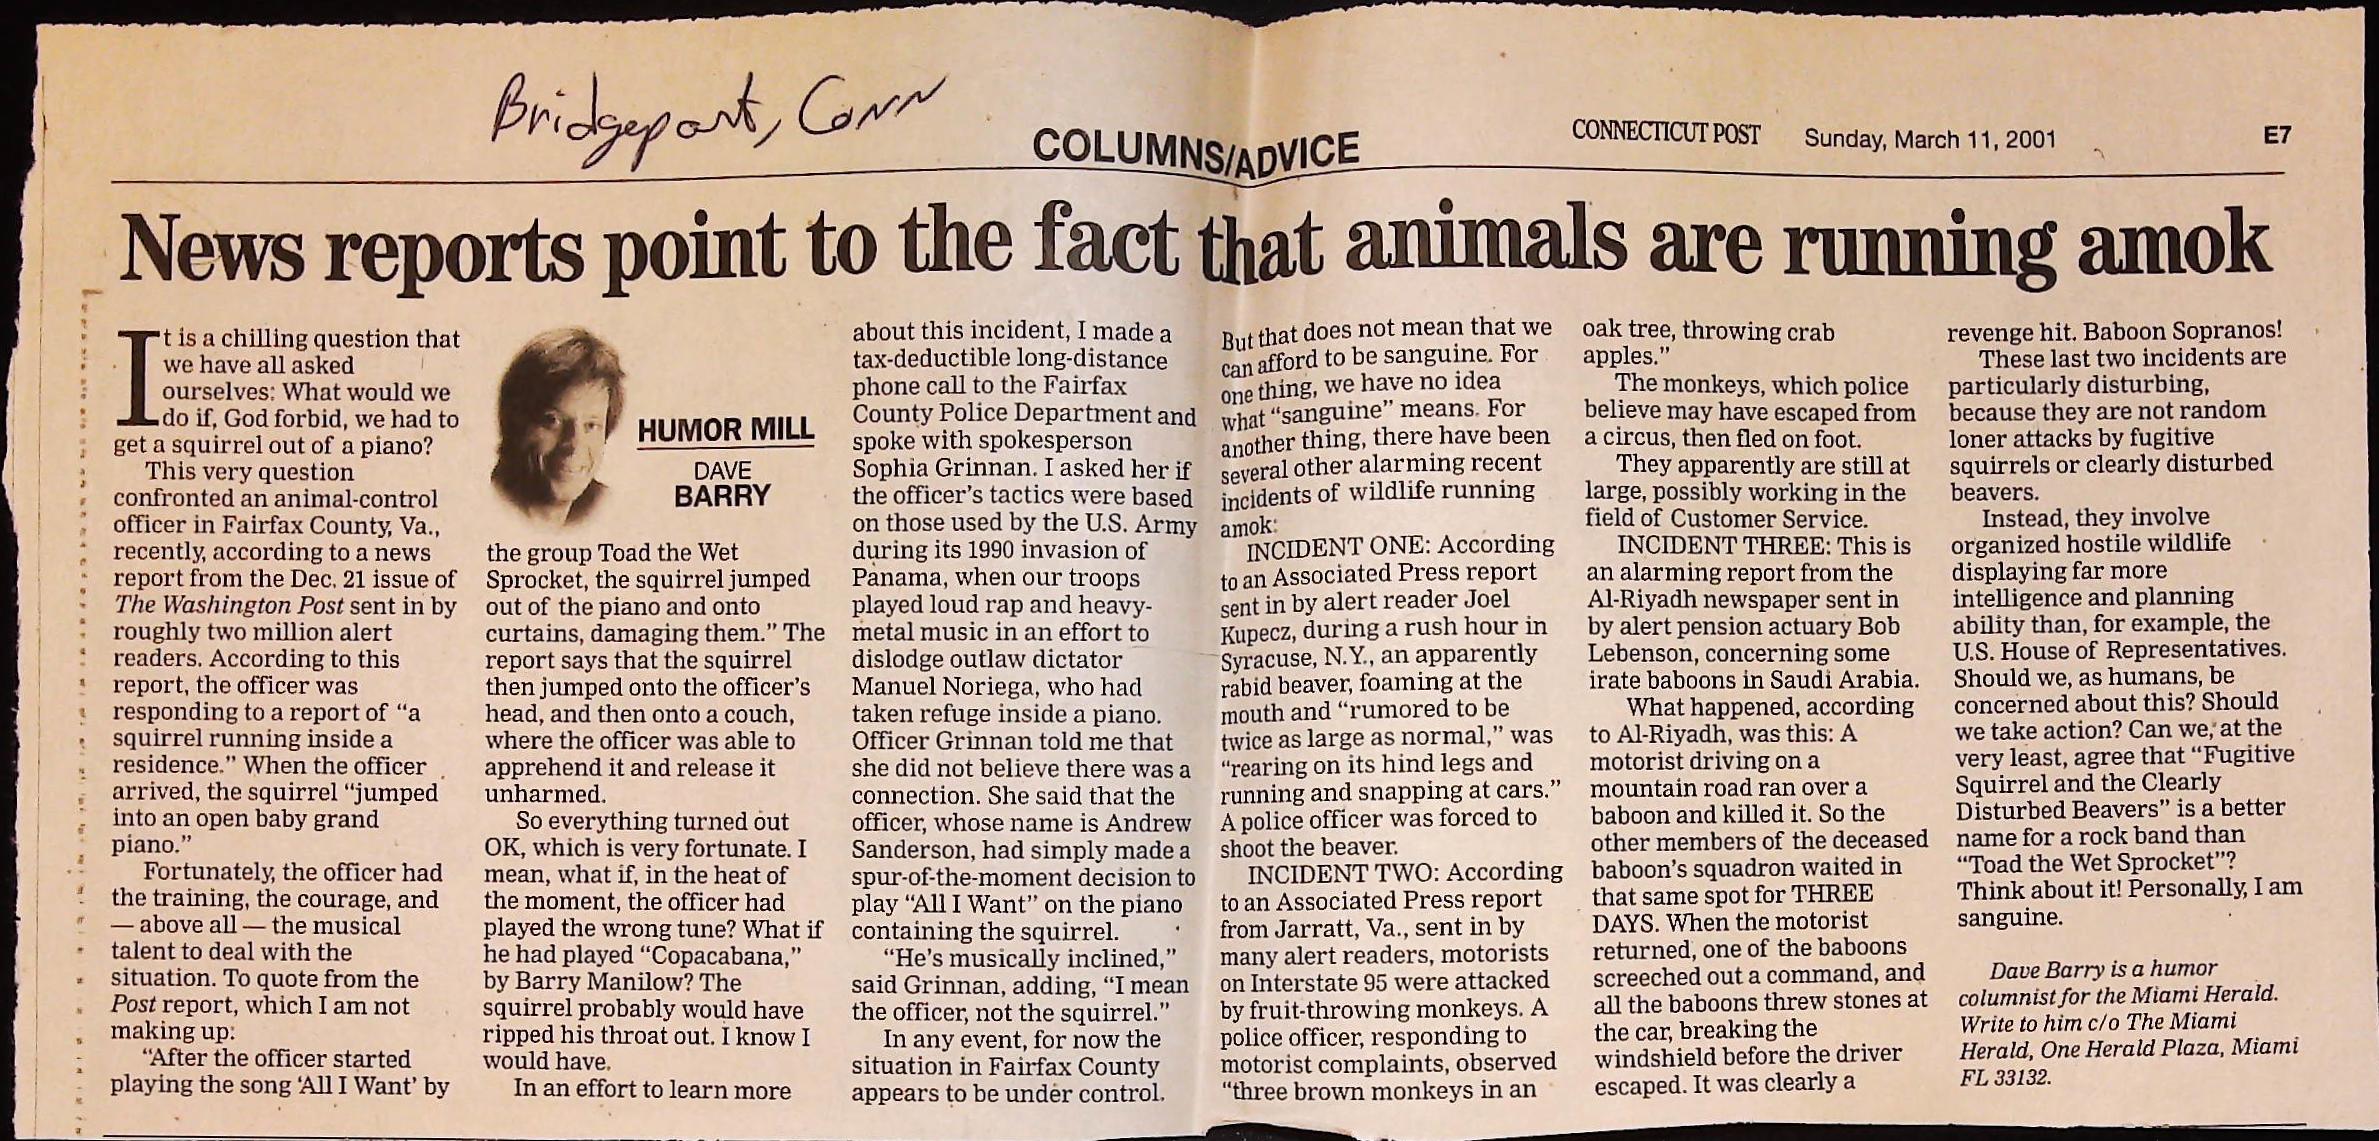 Bridgeport, Conn
COLUMNS/ADVICE
CONNECTICUT POST Sunday, March 11, 2001 E7
News reports point to the fact that animals are running amok
It is a chilling question that
we have all asked
ourselves: What would we
do if, God forbid, we had to
get a squirrel out of a piano?
This very question
confronted an animal-control
officer in Fairfax County, Va.,
recently, according to a news
report from the Dec. 21 issue of
The Washington Post sent in by
roughly two million alert
readers. According to this
report, the officer was
responding to a report of “a
squirrel running inside a
residence.” When the officer
arrived, the squirrel “jumped
into an open baby grand
piano.”
Fortunately, the officer had
the training, the courage, and
— above all — the musical
talent to deal with the
situation. To quote from the
Post report, which I am not
making up:
“After the officer started
playing the song ‘All I Want’ by
HUMOR MILL
DAVE
BARRY
the group Toad the Wet
Sprocket, the squirrel jumped
out of the piano and onto
curtains, damaging them.” The
report says that the squirrel
then jumped onto the officer’s
head, and then onto a couch,
where the officer was able to
apprehend it and release it
unharmed.
So everything turned out
OK, which is very fortunate. I
mean, what if, in the heat of
the moment, the officer had
played the wrong tune? What if
he had played “Copacabana,”
by Barry Manilow? The
squirrel probably would have
ripped his throat out. I know I
would have.
In an effort to learn more
about this incident, I made a
tax-deductible long-distance
phone call to the Fairfax
County Police Department and
spoke with spokesperson
Sophia Grinnan. I asked her if
the officer’s tactics were based
on those used by the U.S. Army
during its 1990 invasion of
Panama, when our troops
played loud rap and heavy-
metal music in an effort to
dislodge outlaw dictator
Manuel Noriega, who had
taken refuge inside a piano.
Officer Grinnan told me that
she did not believe there was a
connection. She said that the
officer, whose name is Andrew
Sanderson, had simply made a
spur-of-the-moment decision to
play “All I Want” on the piano
containing the squirrel.
“He’s musically inclined,”
said Grinnan, adding, “I mean
the officer, not the squirrel.”
In any event, for now the
situation in Fairfax County
appears to be under control.
But that does not mean that we
can afford to be sanguine. For
one thing, we have no idea
what “sanguine” means. For
another thing, there have been
several other alarming recent
incidents of wildlife running
amok:
INCIDENT ONE: According
to an Associated Press report
sent in by alert reader Joel
Kupecz, during a rush hour in
Syracuse, N.Y., an apparently
rabid beaver, foaming at the
mouth and “rumored to be
twice as large as normal,” was
“rearing on its hind legs and
running and snapping at cars.”
A police officer was forced to
shoot the beaver.
INCIDENT TWO: According
to an Associated Press report
from Jarratt, Va., sent in by
many alert readers, motorists
on Interstate 95 were attacked
by fruit-throwing monkeys. A
police officer, responding to
motorist complaints, observed
“three brown monkeys in an
oak tree, throwing crab
apples.”
The monkeys, which police
believe may have escaped from
a circus, then fled on foot.
They apparently are still at
large, possibly working in the
field of Customer Service.
INCIDENT THREE: This is
an alarming report from the
Al-Riyadh newspaper sent in
by alert pension actuary Bob
Lebenson, concerning some
irate baboons in Saudi Arabia.
What happened, according
to Al-Riyadh, was this: A
motorist driving on a
mountain road ran over a
baboon and killed it. So the
other members of the deceased
baboon’s squadron waited in
that same spot for THREE
DAYS. When the motorist
returned, one of the baboons
screeched out a command, and
all the baboons threw stones at
the car, breaking the
windshield before the driver
escaped. It was clearly a
revenge hit. Baboon Sopranos!
These last two incidents are
particularly disturbing,
because they are not random
loner attacks by fugitive
squirrels or clearly disturbed
beavers.
Instead, they involve
organized hostile wildlife
displaying far more
intelligence and planning
ability than, for example, the
U.S. House of Representatives.
Should we, as humans, be
concerned about this? Should
we take action? Can we, at the
very least, agree that “Fugitive
Squirrel and the Clearly
Disturbed Beavers” is a better
name for a rock band than
“Toad the Wet Sprocket”?
Think about it! Personally, I am
sanguine.
Dave Barry is a humor
columnist for the Miami Herald.
Write to him c/o The Miami
Herald, One Herald Plaza, Miami
FL 33132.